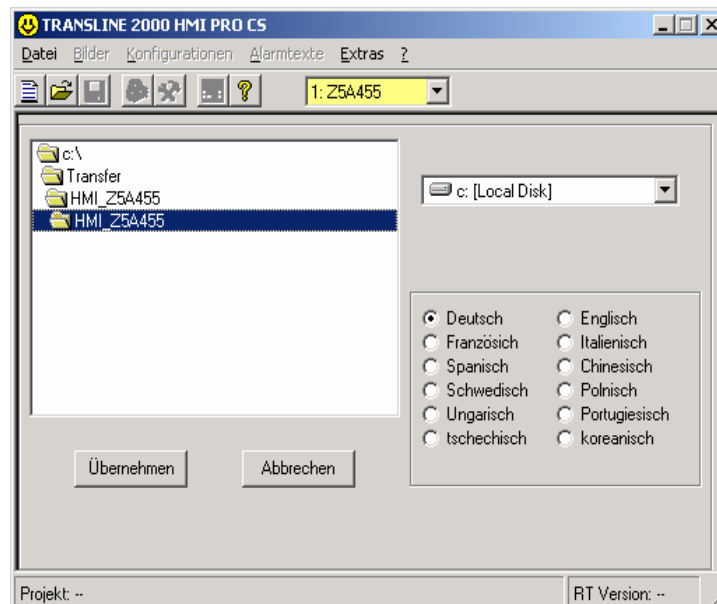 TRANSLINE 2000 HMI PRO CS
Datei Bilder Konfigurationen Alarmtexte Extras ?
1: Z5A455
c:\
Transfer
HMI_Z5A455
HMI_Z5A455
c: [Local Disk]
Deutsch Englisch
Französich Italienisch
Spanisch Chinesisch
Schwedisch Polnisch
Ungarisch Portugiesisch
tschechisch koreanisch
Übernehmen Abbrechen
Projekt: -- RT Version: --